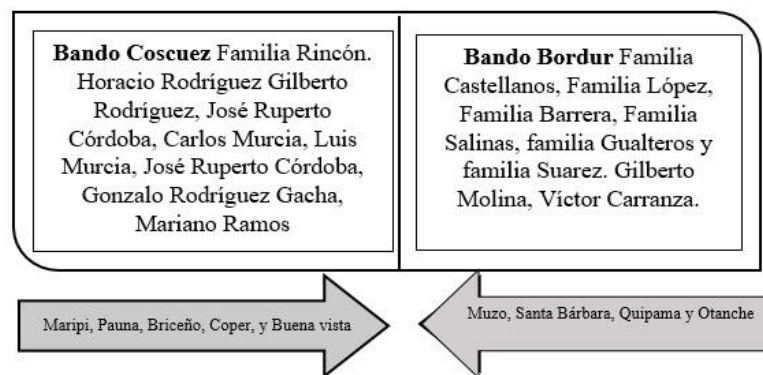 Bando Coscuez Familia Rincón.
Horacio Rodríguez Gilberto
Rodríguez, José Ruperto
Córdoba, Carlos Murcia, Luis
Murcia, José Ruperto Córdoba,
Gonzalo Rodríguez Gacha,
Mariano Ramos
Bando Bordur Familia
Castellanos, Familia López,
Familia Barrera, Familia
Salinas, familia Gualteros y
familia Suarez. Gilberto
Molina, Víctor Carranza.
Maripi, Pauna, Briceño, Coper, y Buena vista
Muzo, Santa Bárbara, Quipama y Otanche